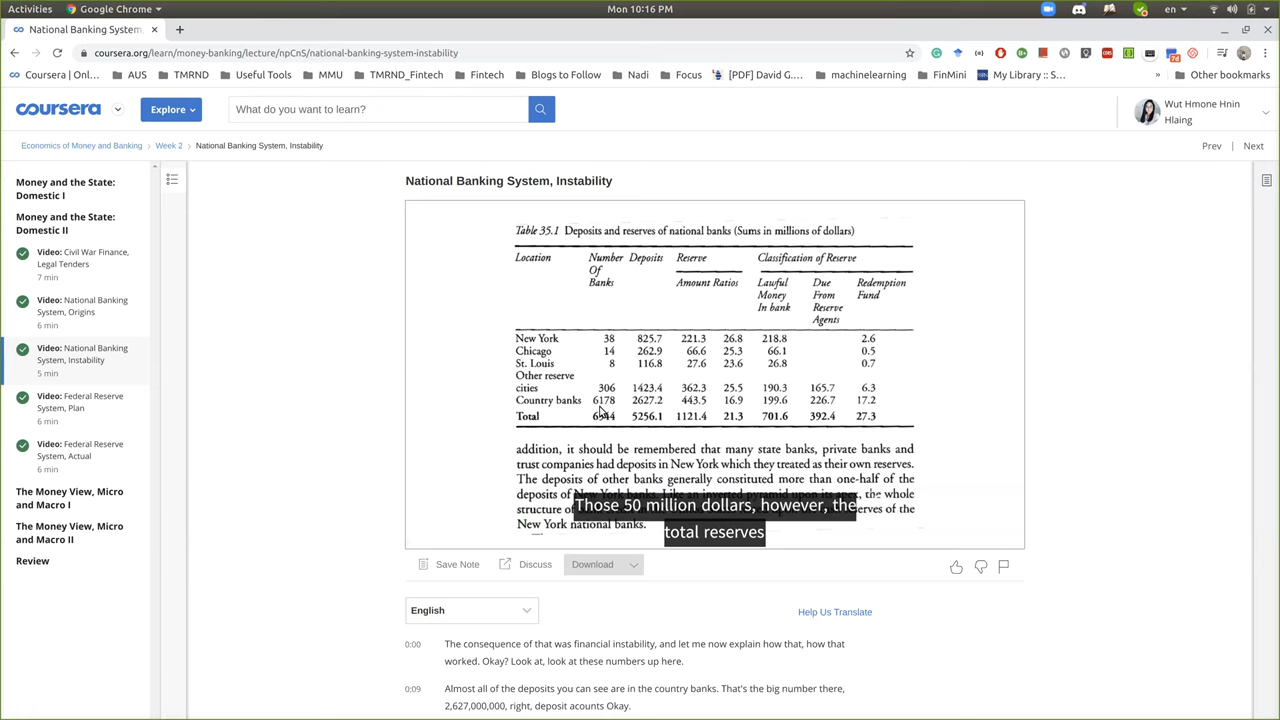 Activities
Google Chrome
Mon 10:16 PM
en
National Banking System,
coursera.org/learn/money-banking/lecture/npCnS/national-banking-system-instability
Coursera | Onl...
AUS
TMRND
Useful Tools
MMU
TMRND_Fintech
Fintech
Blogs to Follow
Nadi
Focus
[PDF] David G....
machinelearning
FinMini
My Library :: S...
»
Other bookmarks
coursera
Explore
What do you want to learn?
Wut Hmone Hnin
Hlaing
Economics of Money and Banking > Week 2 > National Banking System, Instability
Prev | Next
Money and the State:
Domestic I
Money and the State:
Domestic II
Video: Civil War Finance,
Legal Tenders
7 min
Video: National Banking
System, Origins
6 min
Video: National Banking
System, Instability
5 min
Video: Federal Reserve
System, Plan
6 min
Video: Federal Reserve
System, Actual
6 min
The Money View, Micro
and Macro I
The Money View, Micro
and Macro II
Review
National Banking System, Instability
Table 35.1 Deposits and reserves of national banks (Sums in millions of dollars)
Location Number Deposits Reserve Classification of Reserve
Of
Banks Amount Ratios Lawful Due Redemption
Money From Fund
In bank Reserve
Agents
New York 38 825.7 221.3 26.8 218.8 2.6
Chicago 14 262.9 66.6 25.3 66.1 0.5
St. Louis 8 116.8 27.6 23.6 26.8 0.7
Other reserve
cities 306 1423.4 362.3 25.5 190.3 165.7 6.3
Country banks 6178 2627.2 443.5 16.9 199.6 226.7 17.2
Total 6544 5256.1 1121.4 21.3 701.6 392.4 27.3
addition, it should be remembered that many state banks, private banks and
trust companies had deposits in New York which they treated as their own reserves.
The deposits of other banks generally constituted more than one-half of the
deposits of New York banks. Like an inverted pyramid upon its apex, the whole
structure of
erves of the
New York national banks.
Those 50 million dollars, however, the
total reserves
Save Note
Discuss
Download
English
Help Us Translate
0:00 The consequence of that was financial instability, and let me now explain how that, how that
worked. Okay? Look at, look at these numbers up here.
0:09 Almost all of the deposits you can see are in the country banks. That's the big number there,
2,627,000,000, right, deposit acounts Okay.